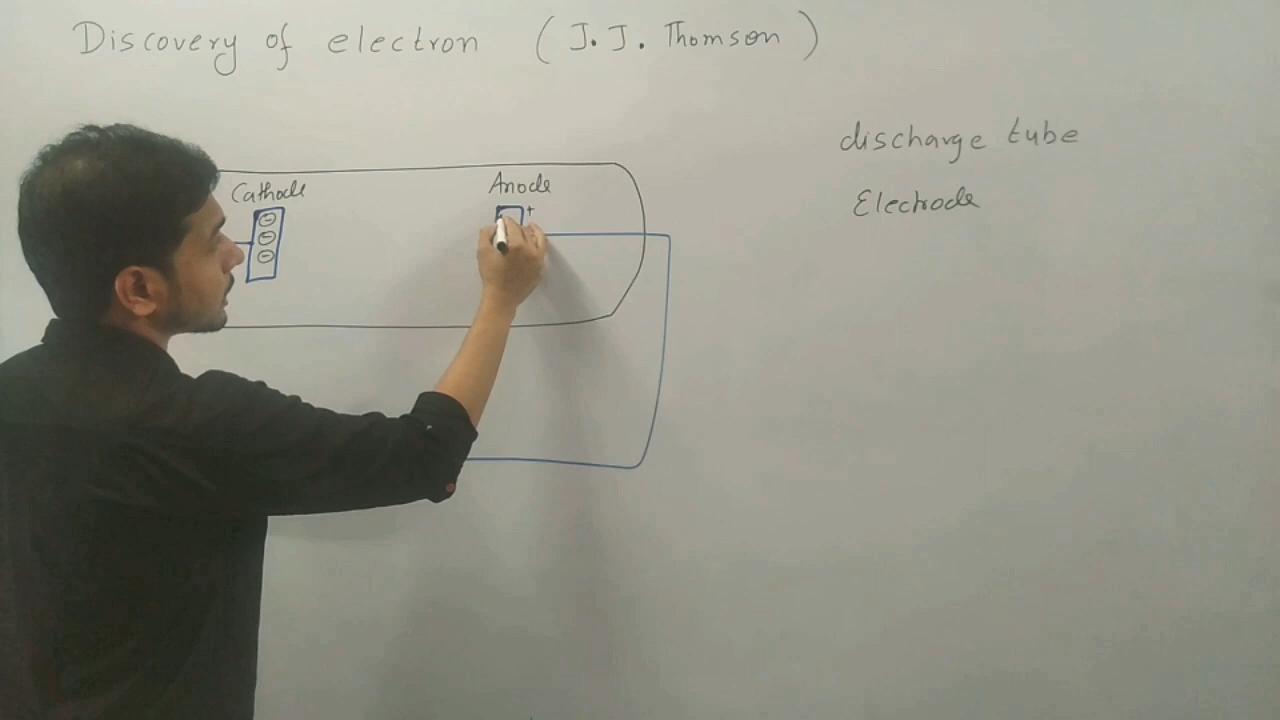 Discovery of electron (J.J. Thomson)
discharge tube
Cathode
Anode
Electrode
+
⊖
⊖
⊖